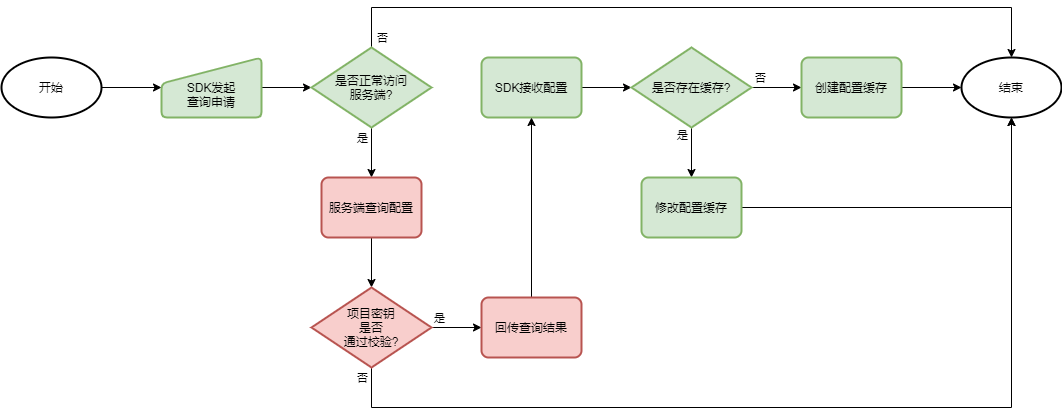 否
开始
SDK发起
查询申请
是否正常访问
服务端?
SDK接收配置
是否存在缓存?
否
创建配置缓存
结束
是
是
服务端查询配置
修改配置缓存
项目密钥
是否
通过校验?
是
回传查询结果
否